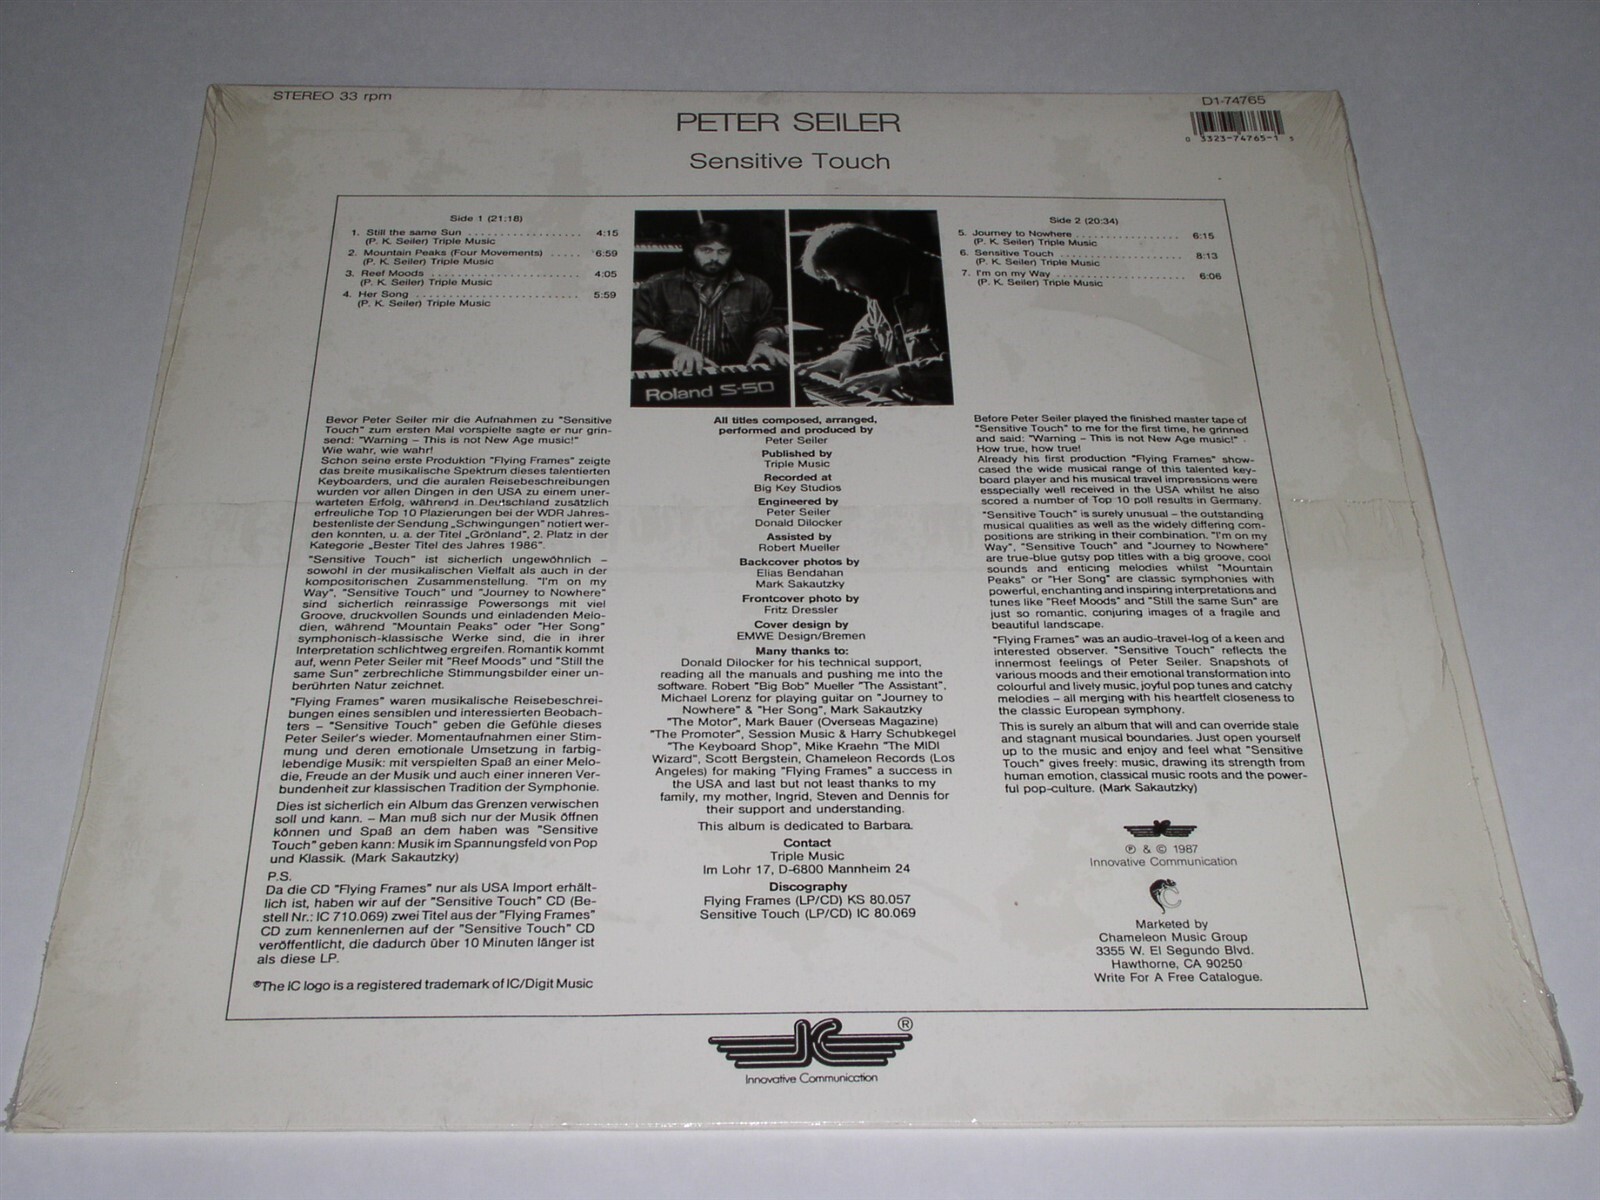 STEREO 33 rpm
D1-74765
0 3323-74765-1 3
PETER SEILER
Sensitive Touch
Side 1 (21:18)
1. Still the same Sun . . . . . . . . . . . . . . . . . . 4:15
(P. K. Seiler) Triple Music
2. Mountain Peaks (Four Movements) . . . . . 6:59
(P. K. Seiler) Triple Music
3. Reef Moods . . . . . . . . . . . . . . . . . . . . . . . . 4:05
(P. K. Seiler) Triple Music
4. Her Song . . . . . . . . . . . . . . . . . . . . . . . . . . 5:59
(P. K. Seiler) Triple Music
Roland S-50
Side 2 (20:34)
5. Journey to Nowhere . . . . . . . . . . . . . . . . 6:15
(P. K. Seiler) Triple Music
6. Sensitive Touch . . . . . . . . . . . . . . . . . . . 8:13
(P. K. Seiler) Triple Music
7. I'm on my Way . . . . . . . . . . . . . . . . . . . . 6:06
(P. K. Seiler) Triple Music
Bevor Peter Seiler mir die Aufnahmen zu "Sensitive
Touch" zum ersten Mal vorspielte sagte er nur grin-
send: "Warning – This is not New Age music!"
Wie wahr, wie wahr!
Schon seine erste Produktion "Flying Frames" zeigte
das breite musikalische Spektrum dieses talentierten
Keyboarders, und die auralen Reisebeschreibungen
wurden vor allen Dingen in den USA zu einem uner-
warteten Erfolg, während in Deutschland zusätzlich
erfreuliche Top 10 Plazierungen bei der WDR Jahres-
bestenliste der Sendung „Schwingungen" notiert wer-
den konnten, u. a. der Titel „Grönland", 2. Platz in der
Kategorie „Bester Titel des Jahres 1986".
"Sensitive Touch" ist sicherlich ungewöhnlich –
sowohl in der musikalischen Vielfalt als auch in der
kompositorischen Zusammenstellung. "I'm on my
Way", "Sensitive Touch" und "Journey to Nowhere"
sind sicherlich reinrassige Powersongs mit viel
Groove, druckvollen Sounds und einladenden Melo-
dien, während "Mountain Peaks" oder "Her Song"
symphonisch-klassische Werke sind, die in ihrer
Interpretation schlichtweg ergreifen. Romantik kommt
auf, wenn Peter Seiler mit "Reef Moods" und "Still the
same Sun" zerbrechliche Stimmungsbilder einer un-
berührten Natur zeichnet.
"Flying Frames" waren musikalische Reisebeschrei-
bungen eines sensiblen und interessierten Beobach-
ters – "Sensitive Touch" geben die Gefühle dieses
Peter Seiler's wieder. Momentaufnahmen einer Stim-
mung und deren emotionale Umsetzung in farbig-
lebendige Musik: mit verspielten Spaß an einer Melo-
die, Freude an der Musik und auch einer inneren Ver-
bundenheit zur klassischen Tradition der Symphonie.
Dies ist sicherlich ein Album das Grenzen verwischen
soll und kann. – Man muß sich nur der Musik öffnen
können und Spaß an dem haben was "Sensitive
Touch" geben kann: Musik im Spannungsfeld von Pop
und Klassik. (Mark Sakautzky)
P.S.
Da die CD "Flying Frames" nur als USA Import erhält-
lich ist, haben wir auf der "Sensitive Touch" CD (Be-
stell Nr.: IC 710.069) zwei Titel aus der "Flying Frames"
CD zum kennenlernen auf der "Sensitive Touch" CD
veröffentlicht, die dadurch über 10 Minuten länger ist
als diese LP.
®The IC logo is a registered trademark of IC/Digit Music
All titles composed, arranged,
performed and produced by
Peter Seiler
Published by
Triple Music
Recorded at
Big Key Studios
Engineered by
Peter Seiler
Donald Dilocker
Assisted by
Robert Mueller
Backcover photos by
Elias Bendahan
Mark Sakautzky
Frontcover photo by
Fritz Dressler
Cover design by
EMWE Design/Bremen
Many thanks to:
Donald Dilocker for his technical support,
reading all the manuals and pushing me into the
software. Robert "Big Bob" Mueller "The Assistant",
Michael Lorenz for playing guitar on "Journey to
Nowhere" & "Her Song", Mark Sakautzky
"The Motor", Mark Bauer (Overseas Magazine)
"The Promoter", Session Music & Harry Schubkegel
"The Keyboard Shop", Mike Kraehn "The MIDI
Wizard", Scott Bergstein, Chameleon Records (Los
Angeles) for making "Flying Frames" a success in
the USA and last but not least thanks to my
family, my mother, Ingrid, Steven and Dennis for
their support and understanding.
This album is dedicated to Barbara.
Contact
Triple Music
Im Lohr 17, D-6800 Mannheim 24
Discography
Flying Frames (LP/CD) KS 80.057
Sensitive Touch (LP/CD) IC 80.069
Before Peter Seiler played the finished master tape of
"Sensitive Touch" to me for the first time, he grinned
and said: "Warning – This is not New Age music!"
How true, how true!
Already his first production "Flying Frames" show-
cased the wide musical range of this talented key-
board player and his musical travel impressions were
esspecially well received in the USA whilst he also
scored a number of Top 10 poll results in Germany.
"Sensitive Touch" is surely unusual – the outstanding
musical qualities as well as the widely differing com-
positions are striking in their combination. "I'm on my
Way", "Sensitive Touch" and "Journey to Nowhere"
are true-blue gutsy pop titles with a big groove, cool
sounds and enticing melodies whilst "Mountain
Peaks" or "Her Song" are classic symphonies with
powerful, enchanting and inspiring interpretations and
tunes like "Reef Moods" and "Still the same Sun" are
just so romantic, conjuring images of a fragile and
beautiful landscape.
"Flying Frames" was an audio-travel-log of a keen and
interested observer. "Sensitive Touch" reflects the
innermost feelings of Peter Seiler. Snapshots of
various moods and their emotional transformation into
colourful and lively music, joyful pop tunes and catchy
melodies – all merging with his heartfelt closeness to
the classic European symphony.
This is surely an album that will and can override stale
and stagnant musical boundaries. Just open yourself
up to the music and enjoy and feel what "Sensitive
Touch" gives freely: music, drawing its strength from
human emotion, classical music roots and the power-
ful pop-culture. (Mark Sakautzky)
℗ & © 1987
Innovative Communication
Marketed by
Chameleon Music Group
3355 W. El Segundo Blvd.
Hawthorne, CA 90250
Write For A Free Catalogue.
IC ®
Innovative Communication